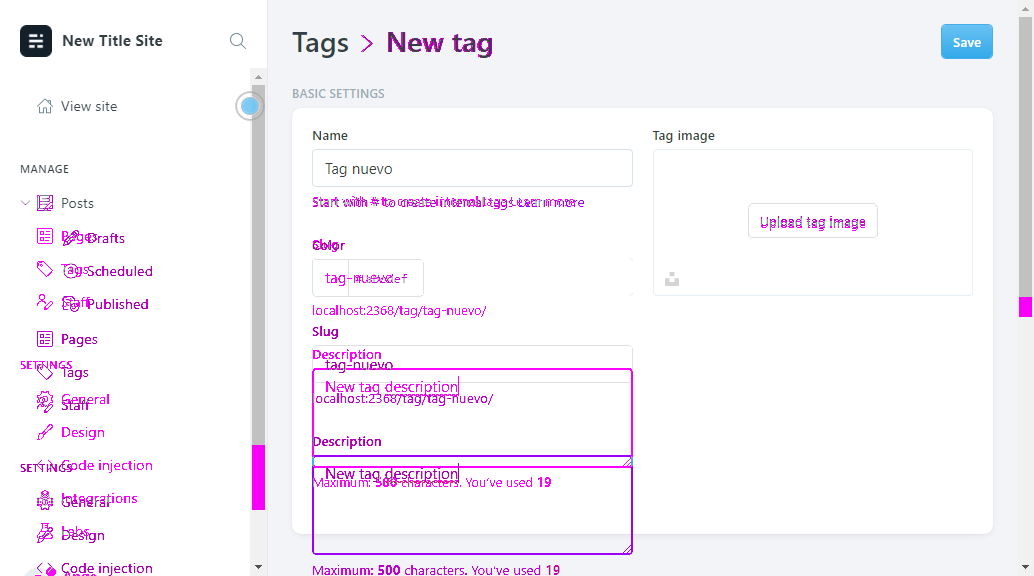 New Title Site
View site
MANAGE
Posts
Pages
Drafts
Tags
Scheduled
Staff
Published
Pages
SETTINGS
Tags
General
Staff
Design
SETTINGS
Code injection
Integrations
General
Labs
Design
Code injection
Tags > New tag
Save
BASIC SETTINGS
Name
Tag nuevo
Start with # to create internal tags Learn more
Slug
Color
tag-nuevo
localhost:2368/tag/tag-nuevo/
Slug
Description
tag-nuevo
New tag description
localhost:2368/tag/tag-nuevo/
Description
New tag description
Maximum: 500 characters. You've used 19
Maximum: 500 characters. You've used 19
Tag image
Upload tag image